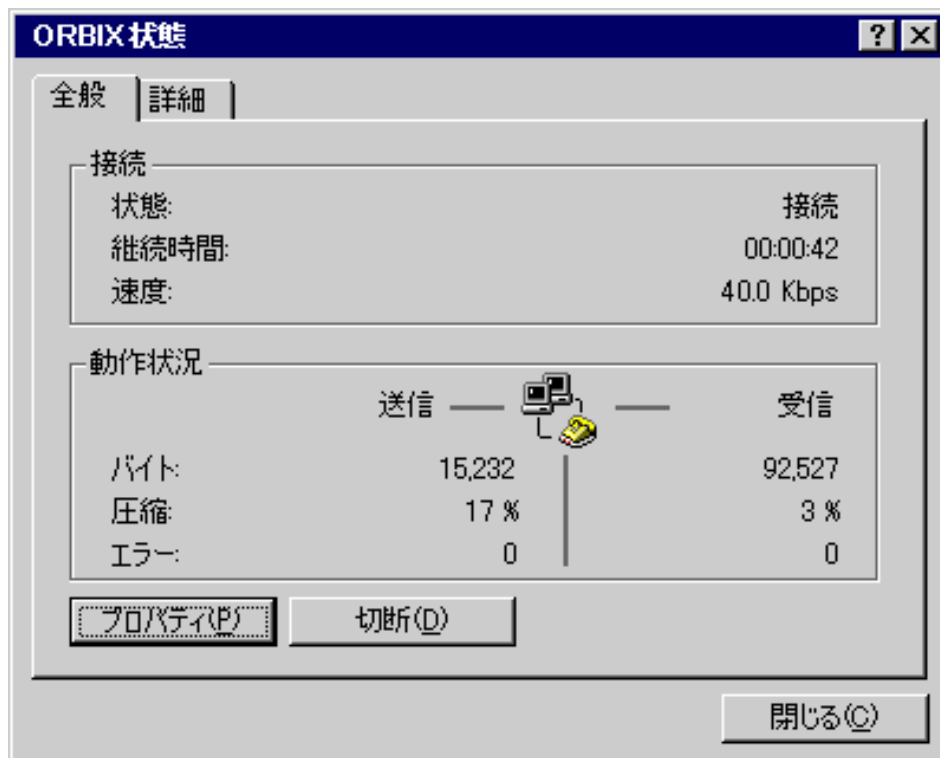 ORBIX 状態
全般 詳細
接続
状態: 接続
継続時間: 00:00:42
速度: 40.0 Kbps
動作状況
送信 受信
バイト: 15,232 92,527
圧縮: 17 % 3 %
エラー: 0 0
プロパティ(P) 切断(D)
閉じる(C)